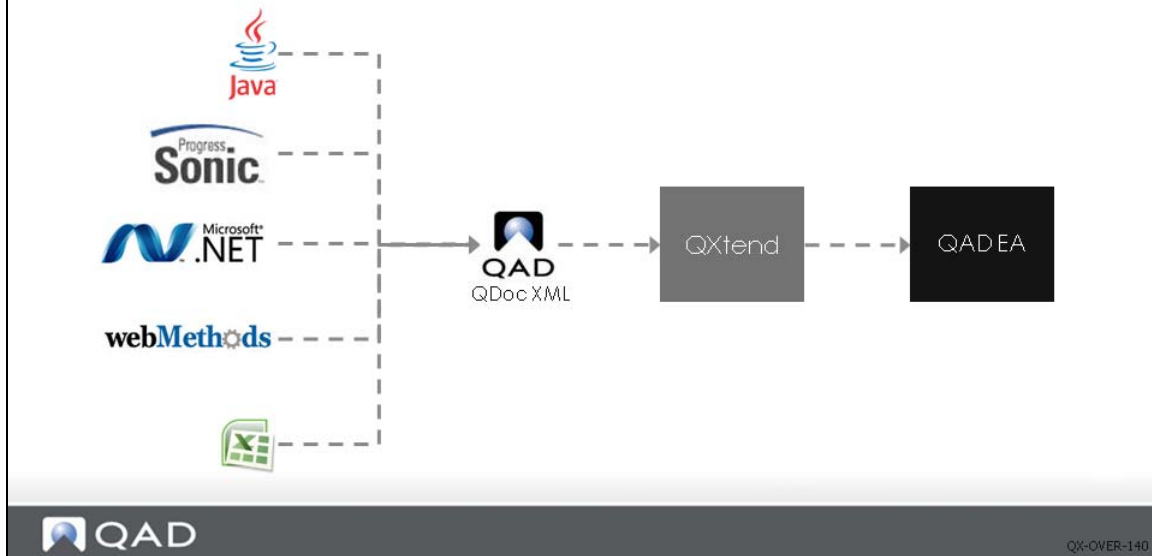 Java
Progress
Sonic
Microsoft®
.NET
webMethods
QAD
QDoc XML
QXtend
QAD EA
QAD
QX-OVER-140